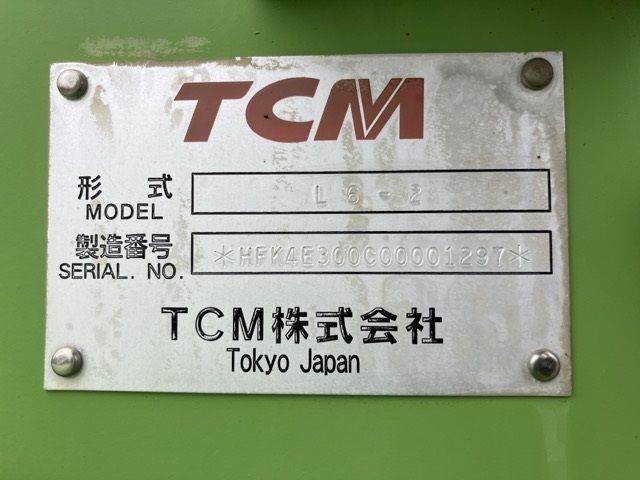 TCM
形 式 L6-2
MODEL
製造番号 *HFK4E300C00001297*
SERIAL. NO.
TCM株式会社
Tokyo Japan